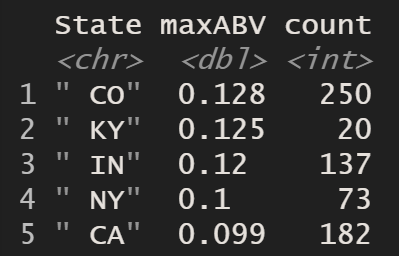 State maxABV count
<chr> <dbl> <int>
1 " CO" 0.128 250
2 " KY" 0.125 20
3 " IN" 0.12 137
4 " NY" 0.1 73
5 " CA" 0.099 182